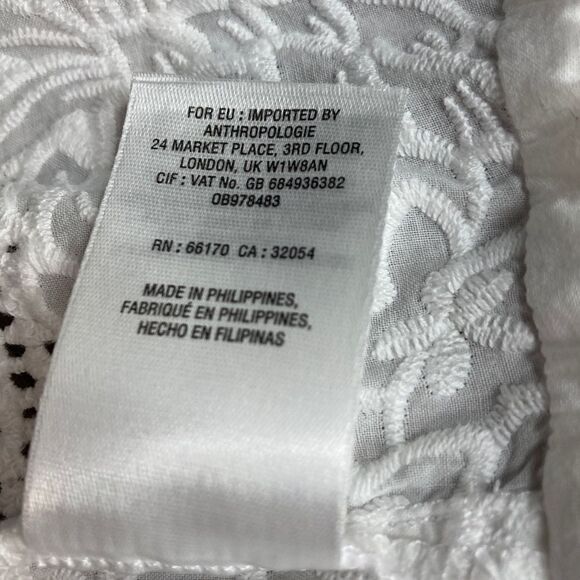 FOR EU : IMPORTED BY
ANTHROPOLOGIE
24 MARKET PLACE, 3RD FLOOR,
LONDON, UK W1W8AN
CIF : VAT No. GB 684936382
OB978483
RN : 66170 CA : 32054
MADE IN PHILIPPINES,
FABRIQUÉ EN PHILIPPINES,
HECHO EN FILIPINAS